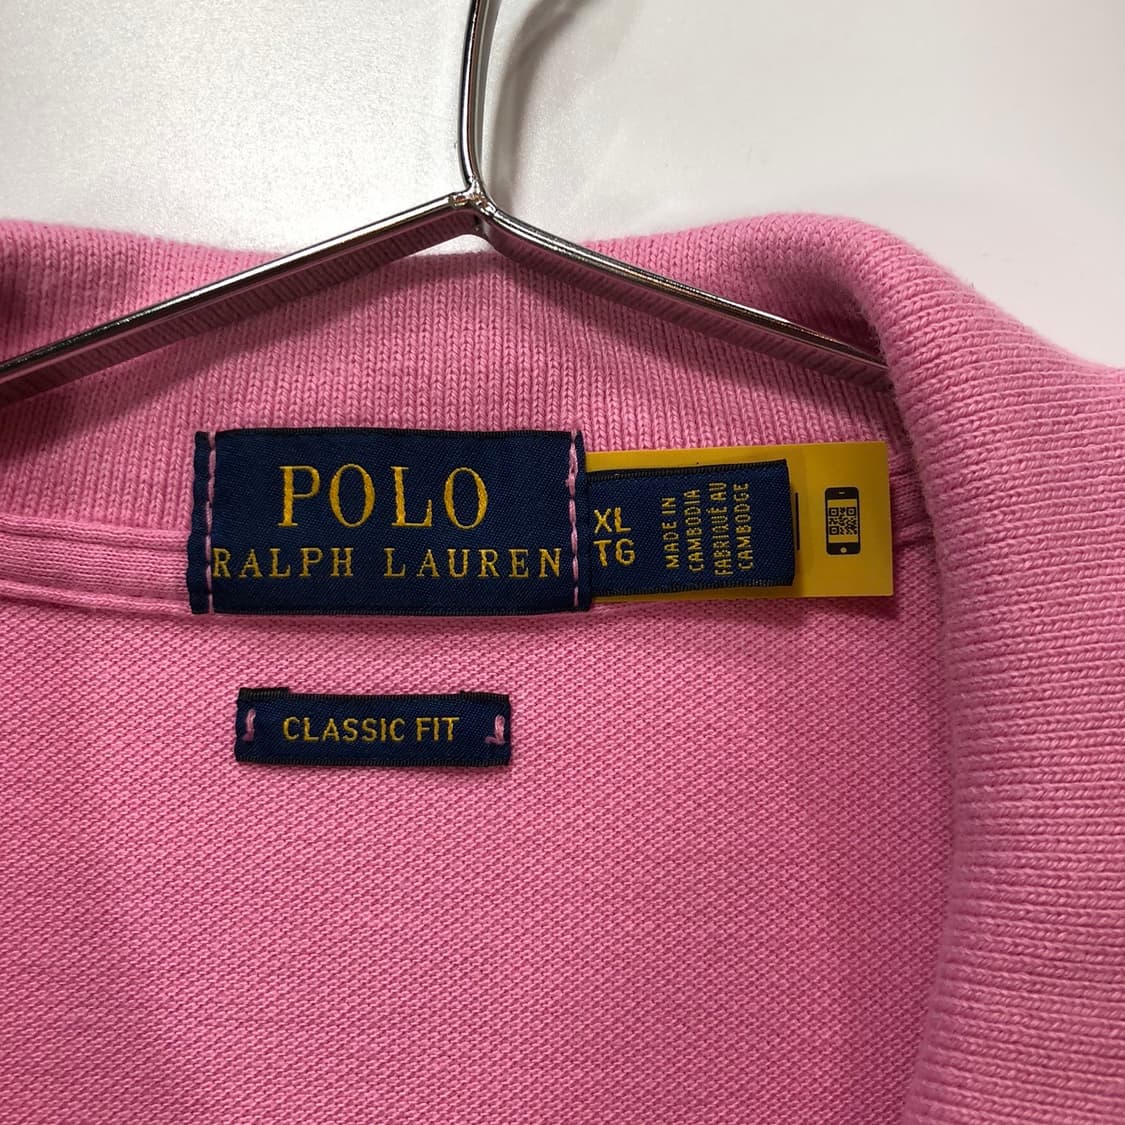 POLO
RALPH LAUREN
XL
TG
MADE IN
CAMBODIA
FABRIQUÉ AU
CAMBODGE
CLASSIC FIT